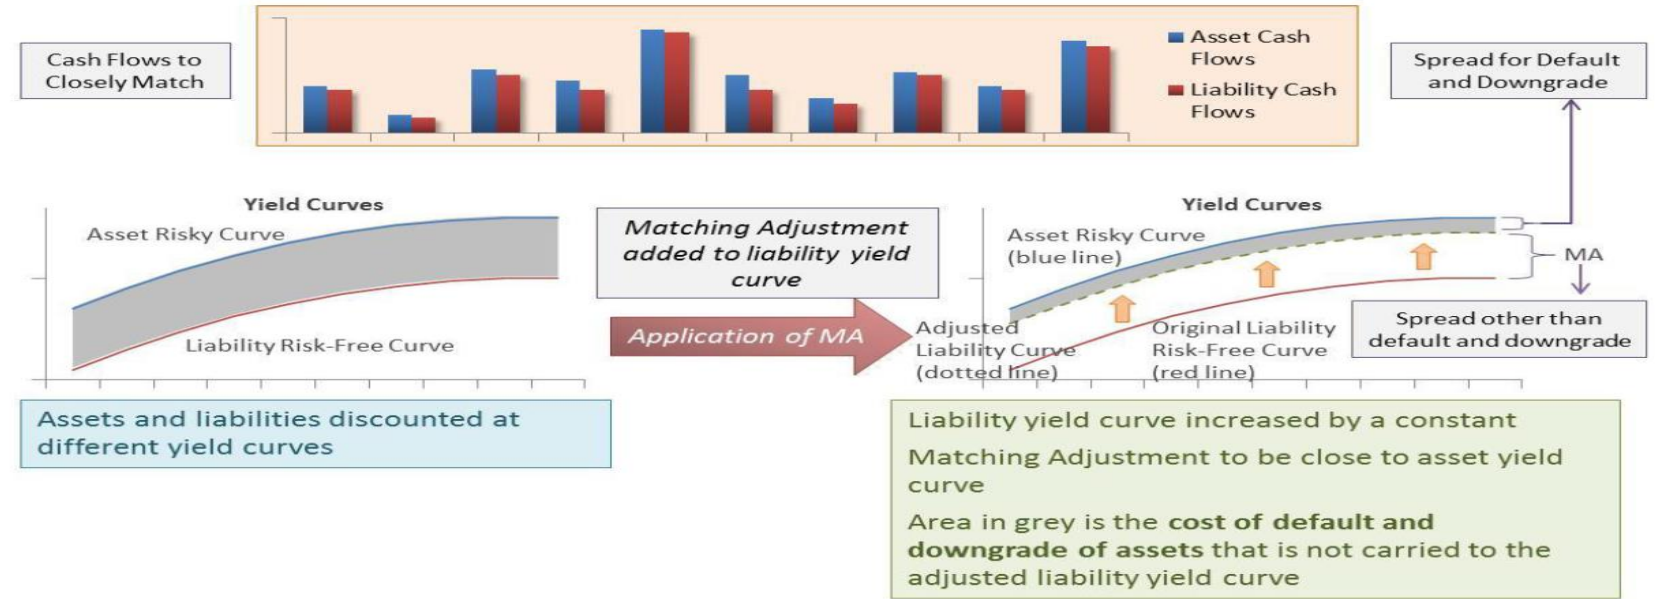 Cash Flows to
Closely Match
Asset Cash
Flows
Liability Cash
Flows
Spread for Default
and Downgrade
Yield Curves
Asset Risky Curve
Liability Risk-Free Curve
Matching Adjustment
added to liability yield
curve
Application of MA
Yield Curves
Asset Risky Curve
(blue line)
MA
Adjusted
Liability Curve
(dotted line)
Original Liability
Risk-Free Curve
(red line)
Spread other than
default and downgrade
Assets and liabilities discounted at
different yield curves
Liability yield curve increased by a constant
Matching Adjustment to be close to asset yield
curve
Area in grey is the cost of default and
downgrade of assets that is not carried to the
adjusted liability yield curve